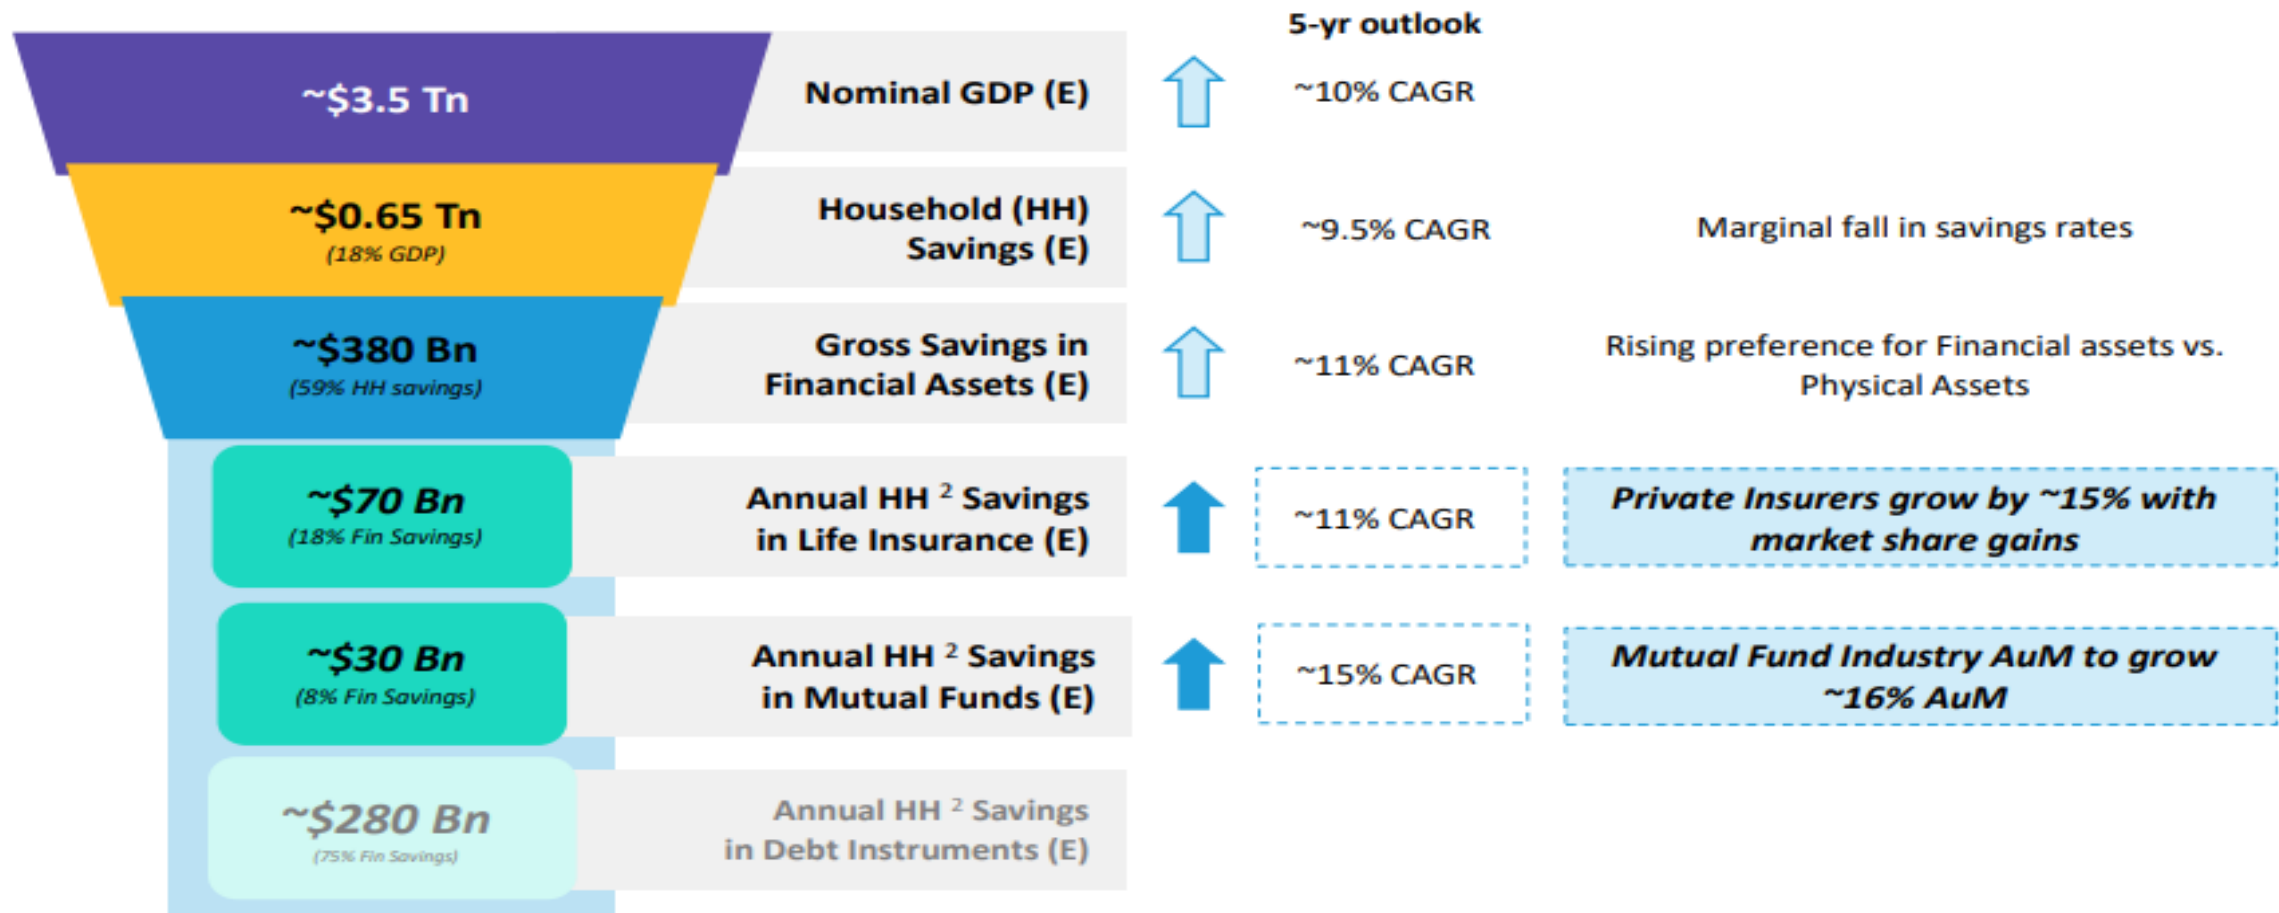 5-yr outlook
~$3.5 Tn
Nominal GDP (E)
~10% CAGR
~$0.65 Tn
(18% GDP)
Household (HH)
Savings (E)
~9.5% CAGR
Marginal fall in savings rates
~$380 Bn
(59% HH savings)
Gross Savings in
Financial Assets (E)
~11% CAGR
Rising preference for Financial assets vs.
Physical Assets
~$70 Bn
(18% Fin Savings)
Annual HH ² Savings
in Life Insurance (E)
~11% CAGR
Private Insurers grow by ~15% with
market share gains
~$30 Bn
(8% Fin Savings)
Annual HH ² Savings
in Mutual Funds (E)
~15% CAGR
Mutual Fund Industry AuM to grow
~16% AuM
~$280 Bn
(75% Fin Savings)
Annual HH ² Savings
in Debt Instruments (E)